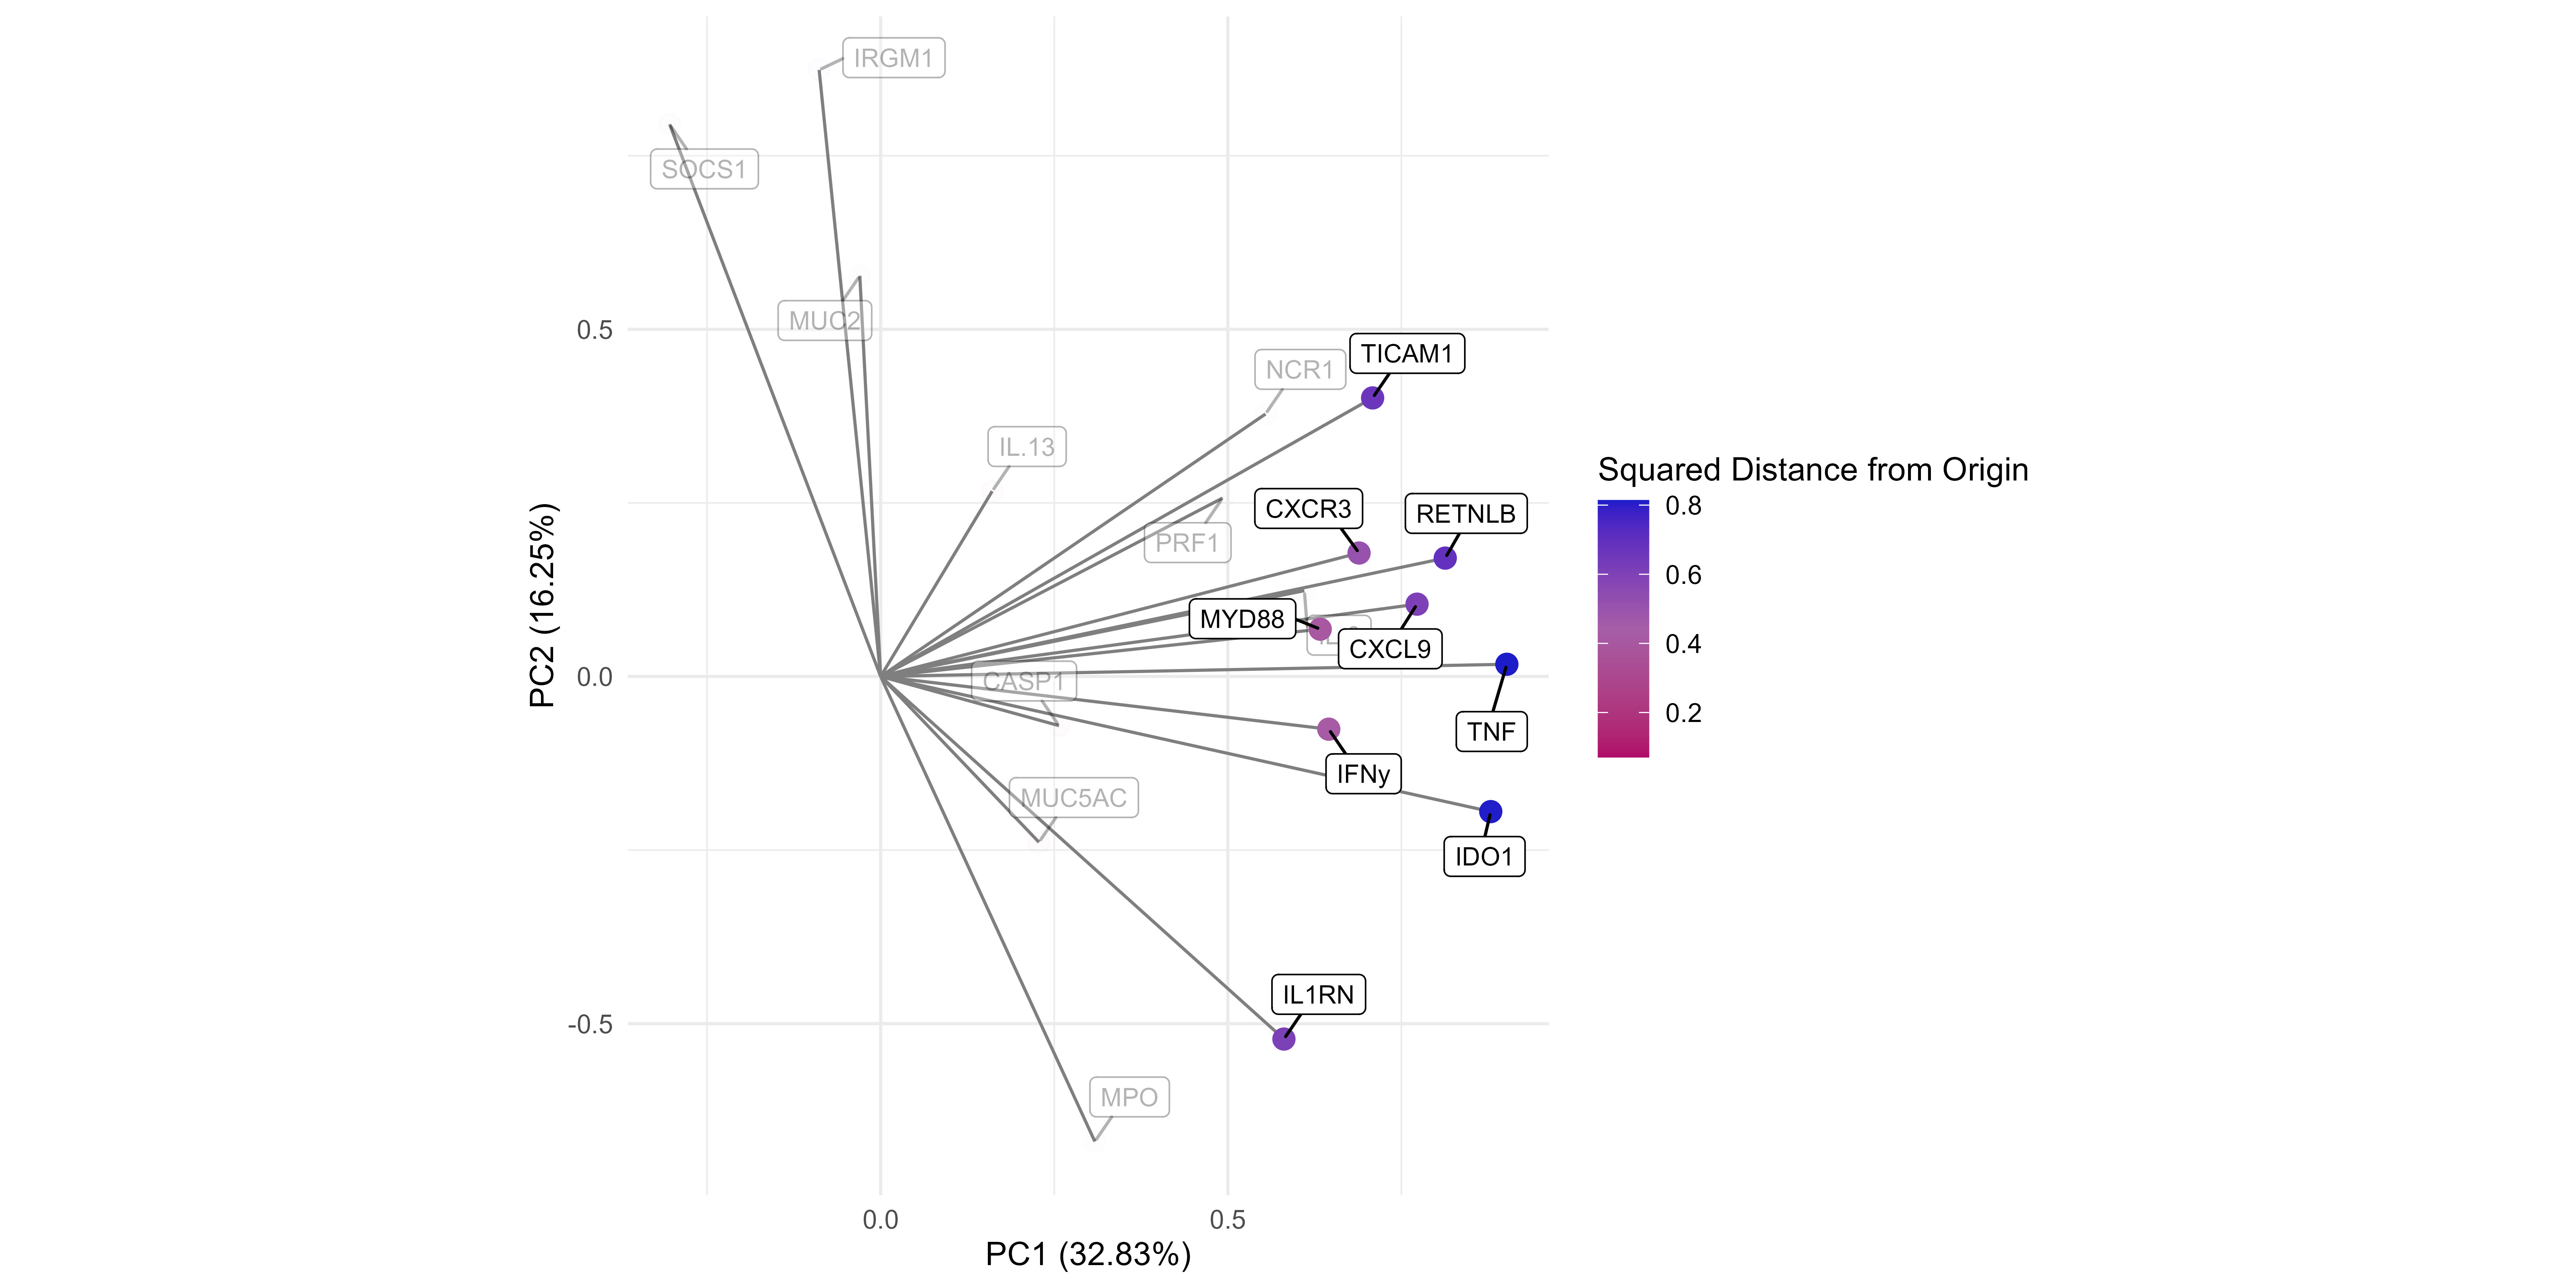 IRGM1
SOCS1
MUC2
0.5
TICAM1
NCR1
IL.13
Squared Distance from Origin
CXCR3
RETNLB
0.8
PRF1
0.6
MYD88
CXCL9
0.4
PC2 (16.25%)
0.0
CASP1
0.2
TNF
IFNy
MUC5AC
IDO1
IL1RN
-0.5
MPO
0.0
0.5
PC1 (32.83%)